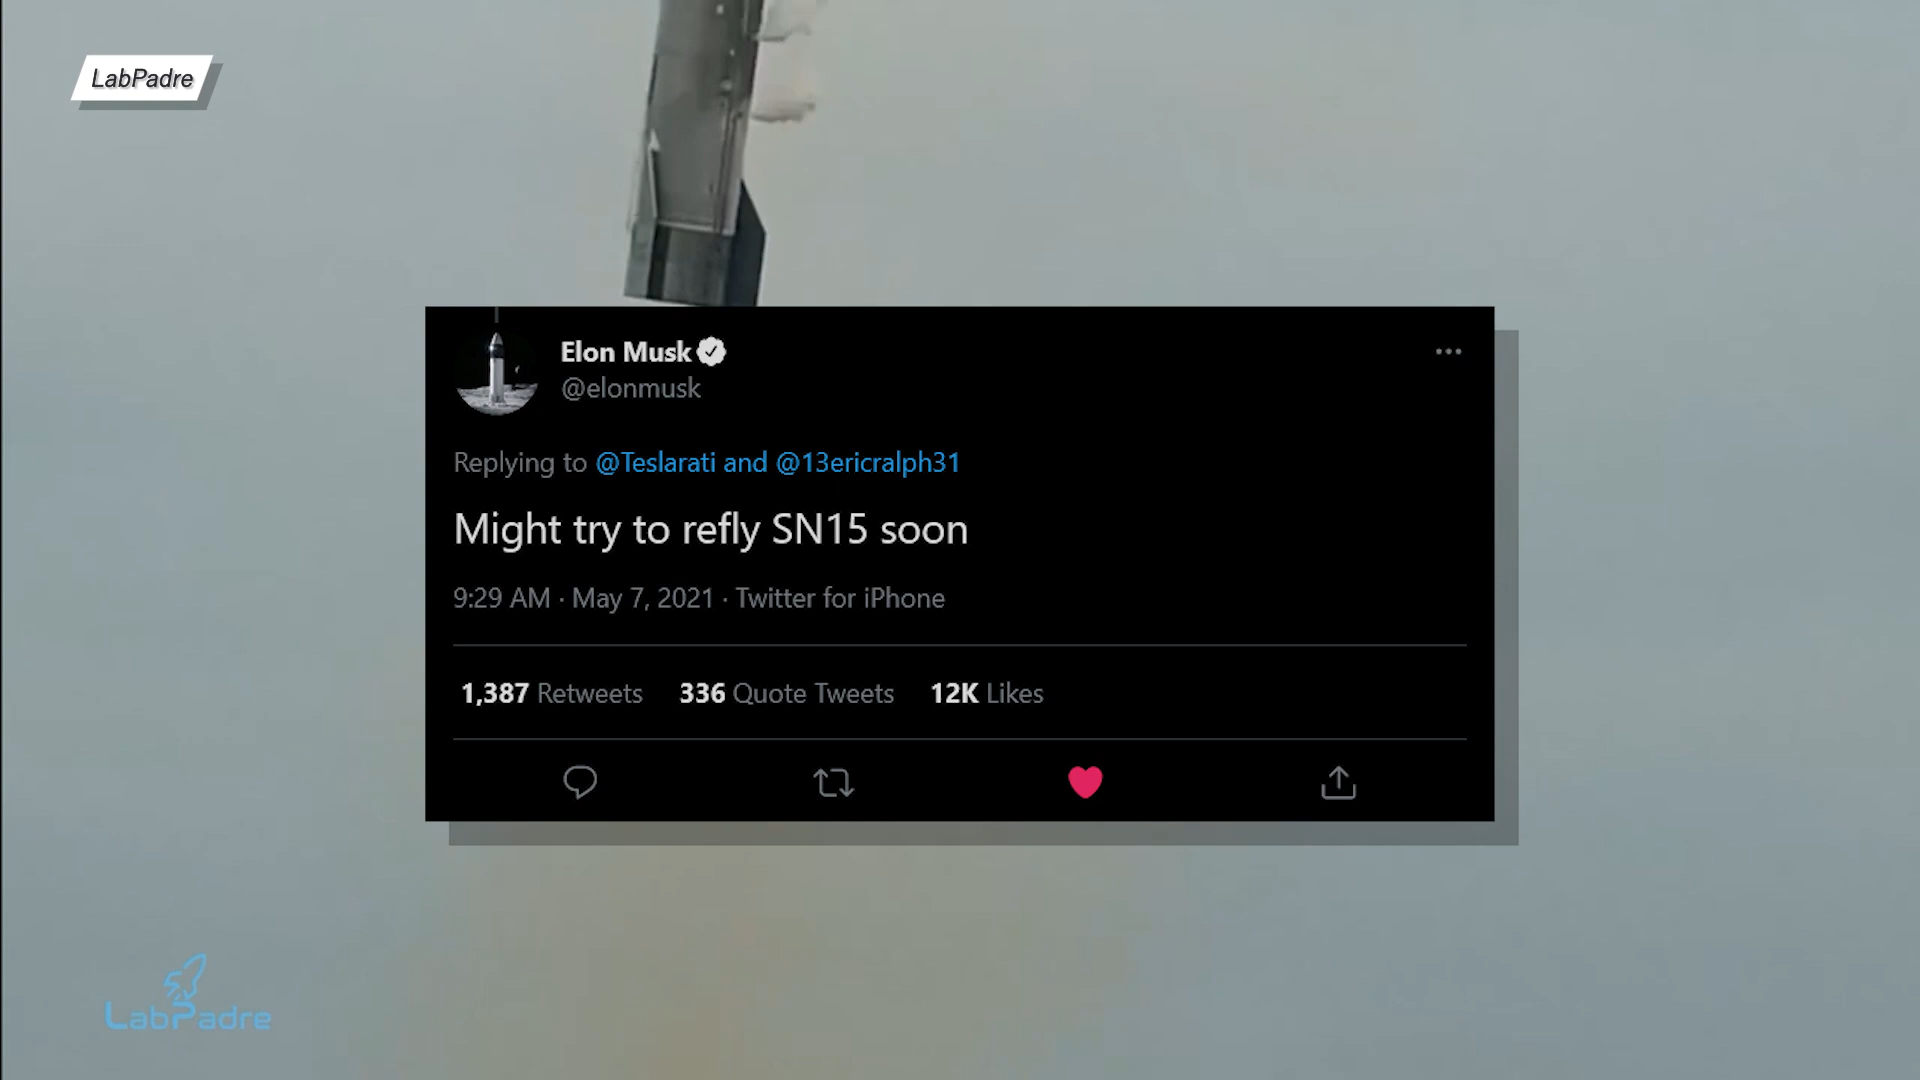 LabPadre
Elon Musk
@elonmusk
Replying to @Teslarati and @13ericralph31
Might try to refly SN15 soon
9:29 AM · May 7, 2021 · Twitter for iPhone
1,387 Retweets 336 Quote Tweets 12K Likes
LabPadre